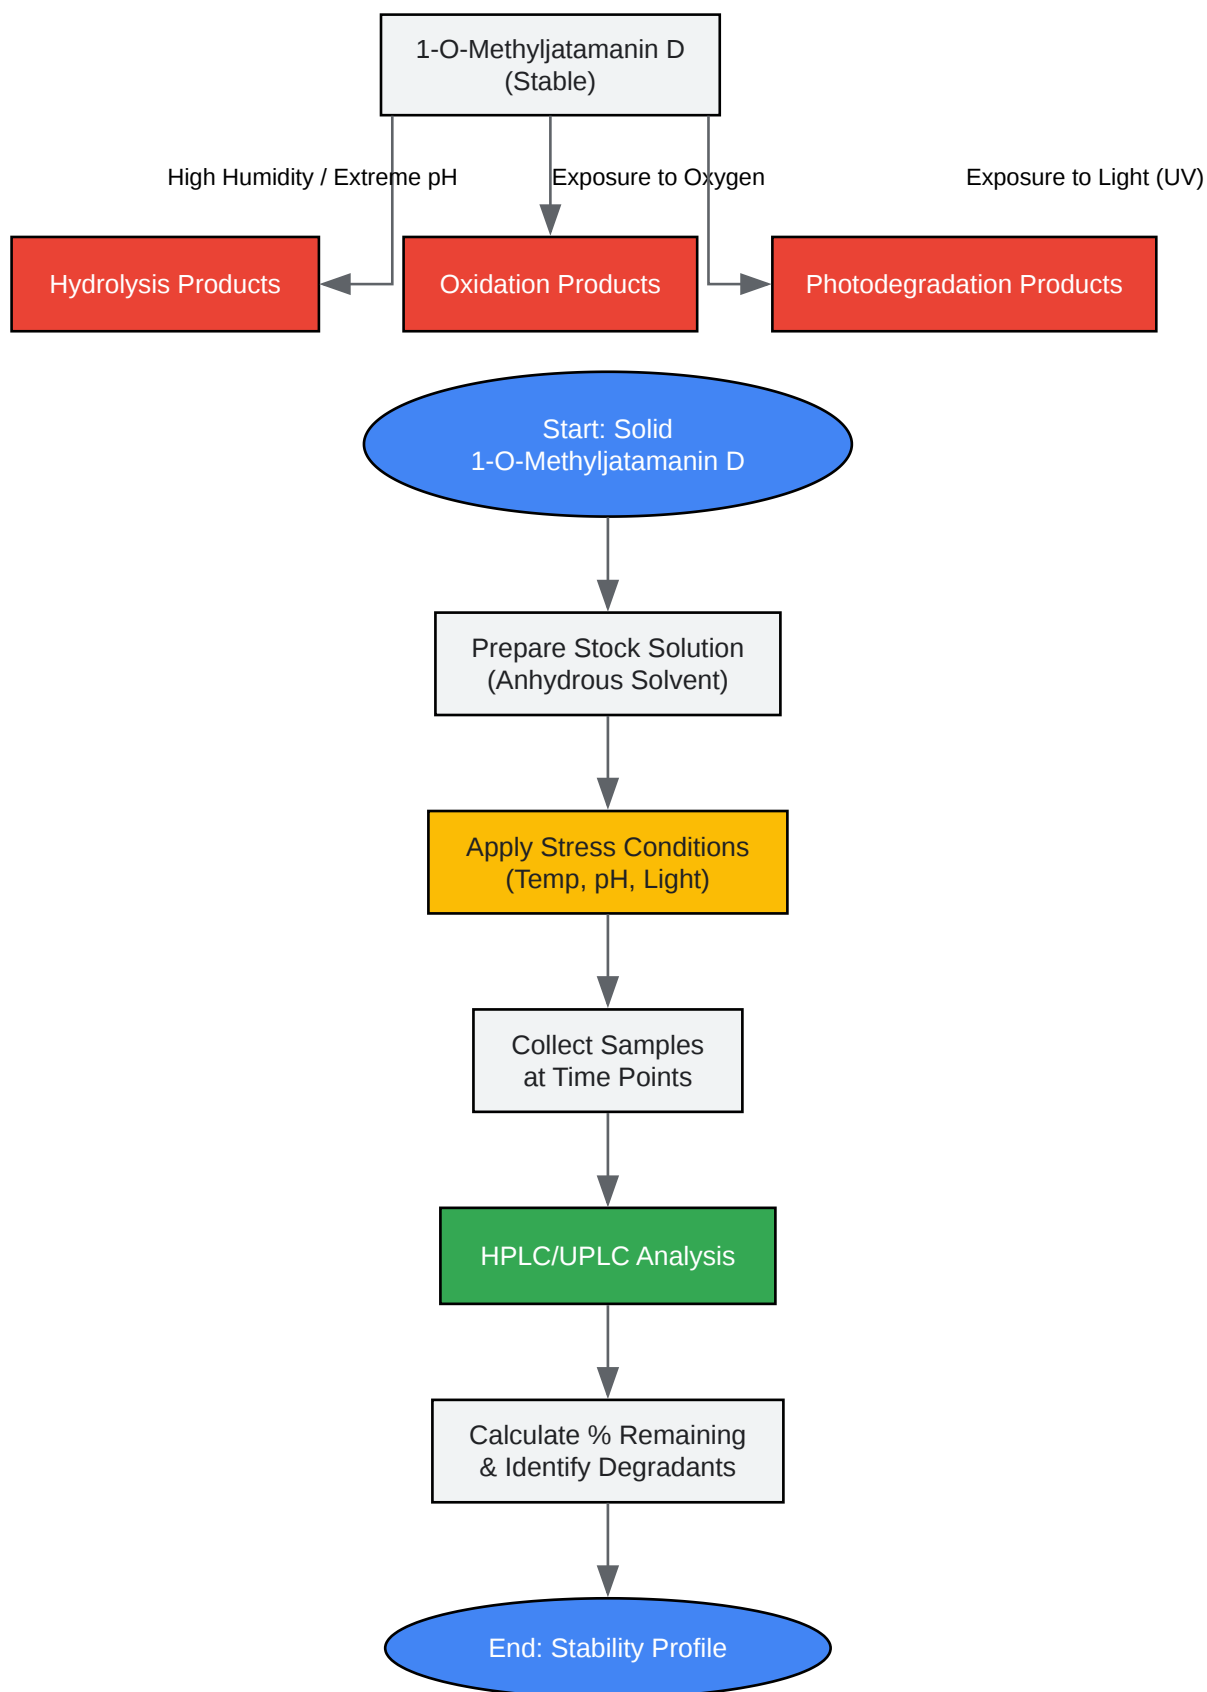 1-O-Methyljatamanin D
(Stable)
High Humidity / Extreme pH
Exposure to Oxygen
Exposure to Light (UV)
Hydrolysis Products
Oxidation Products
Photodegradation Products
Start: Solid
1-O-Methyljatamanin D
Prepare Stock Solution
(Anhydrous Solvent)
Apply Stress Conditions
(Temp, pH, Light)
Collect Samples
at Time Points
HPLC/UPLC Analysis
Calculate % Remaining
& Identify Degradants
End: Stability Profile